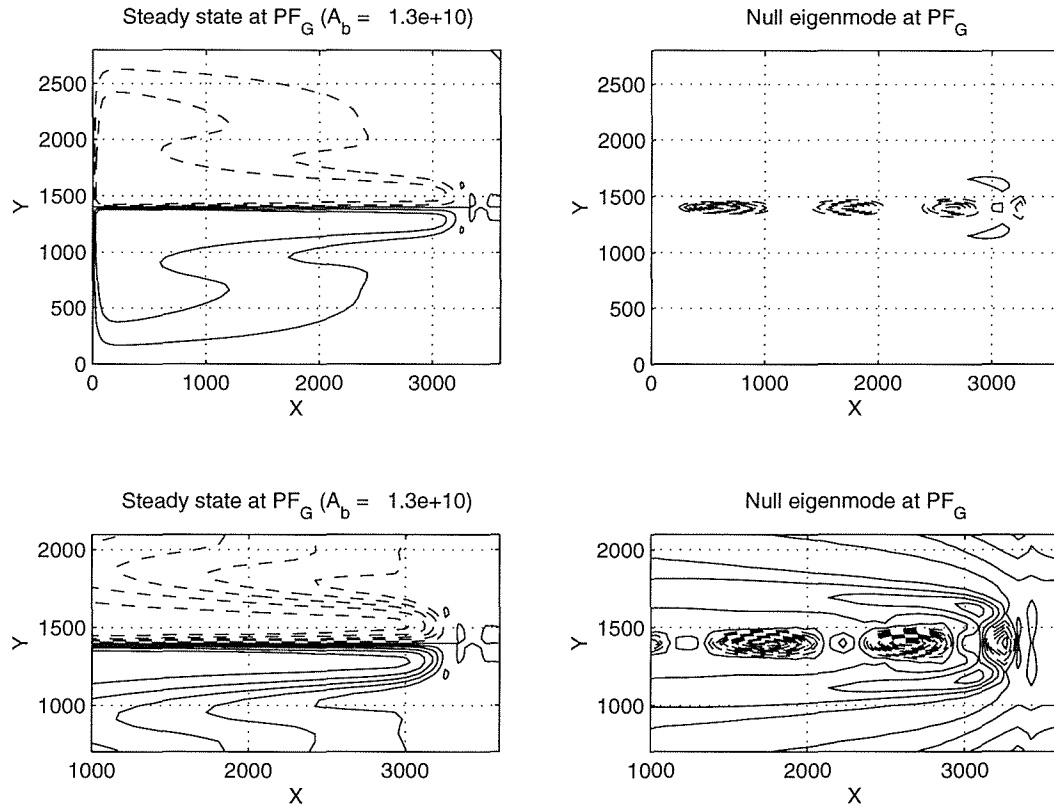 Steady state at PF_G (A_b = 1.3e+10)
2500
2000
1500
1000
500
0
Y
0 1000 2000 3000
X
Null eigenmode at PF_G
2500
2000
1500
1000
500
0
Y
0 1000 2000 3000
X
Steady state at PF_G (A_b = 1.3e+10)
2000
1500
1000
Y
1000 2000 3000
X
Null eigenmode at PF_G
2000
1500
1000
Y
1000 2000 3000
X